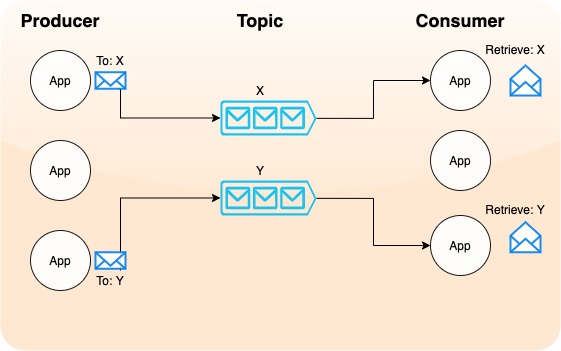 Producer
Topic
Consumer
To: X
Retrieve: X
App
App
X
App
App
Y
Retrieve: Y
App
App
To: Y